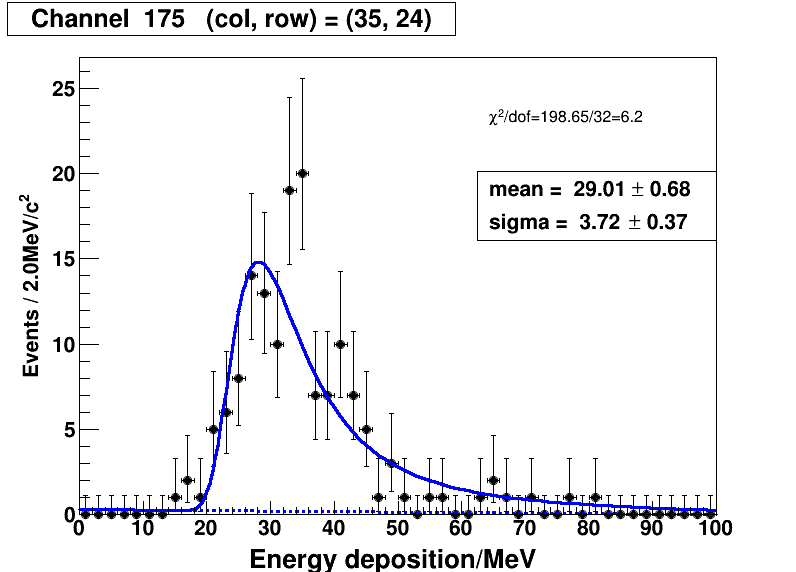 Channel 175 (col, row) = (35, 24)
χ²/dof=198.65/32=6.2
mean = 29.01 ± 0.68
sigma = 3.72 ± 0.37
Events / 2.0MeV/c²
25
20
15
10
5
0
0 10 20 30 40 50 60 70 80 90 100
Energy deposition/MeV